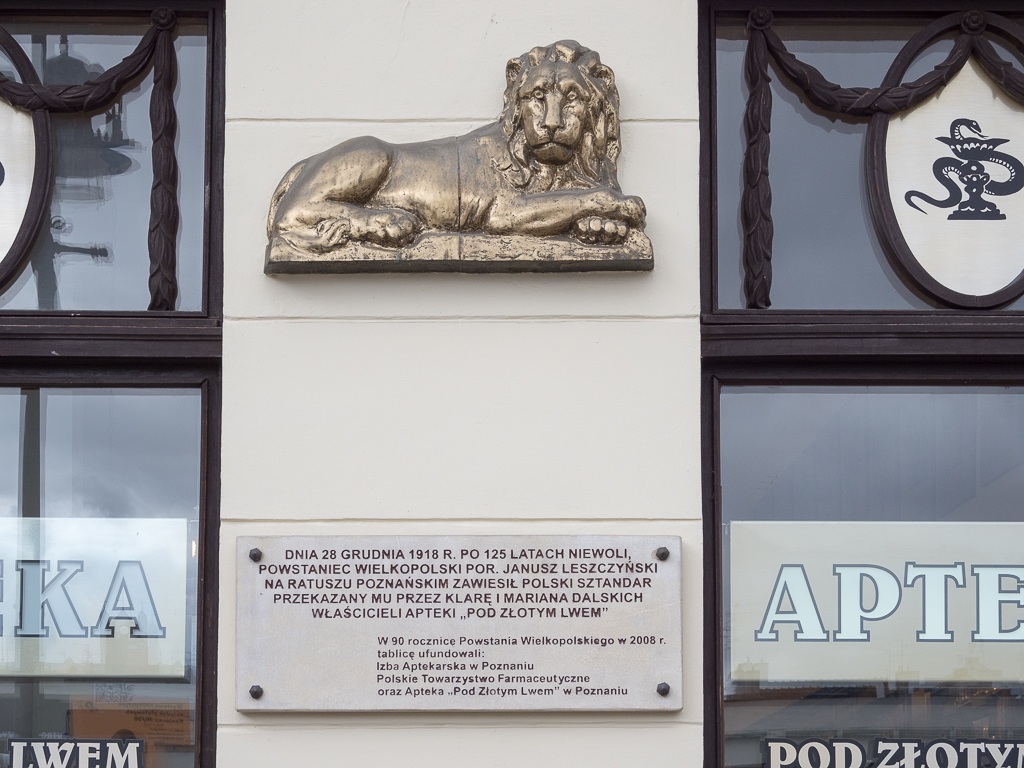 DNIA 28 GRUDNIA 1918 R. PO 125 LATACH NIEWOLI,
POWSTANIEC WIELKOPOLSKI POR. JANUSZ LESZCZYŃSKI
NA RATUSZU POZNAŃSKIM ZAWIESIŁ POLSKI SZTANDAR
PRZEKAZANY MU PRZEZ KLARĘ I MARIANA DALSKICH
WŁAŚCICIELI APTEKI „POD ZŁOTYM LWEM"
W 90 rocznicę Powstania Wielkopolskiego w 2008 r.
tablicę ufundowali:
Izba Aptekarska w Poznaniu
Polskie Towarzystwo Farmaceutyczne
oraz Apteka „Pod Złotym Lwem" w Poznaniu
EKA
LWEM
APTE
POD ZŁOTYM